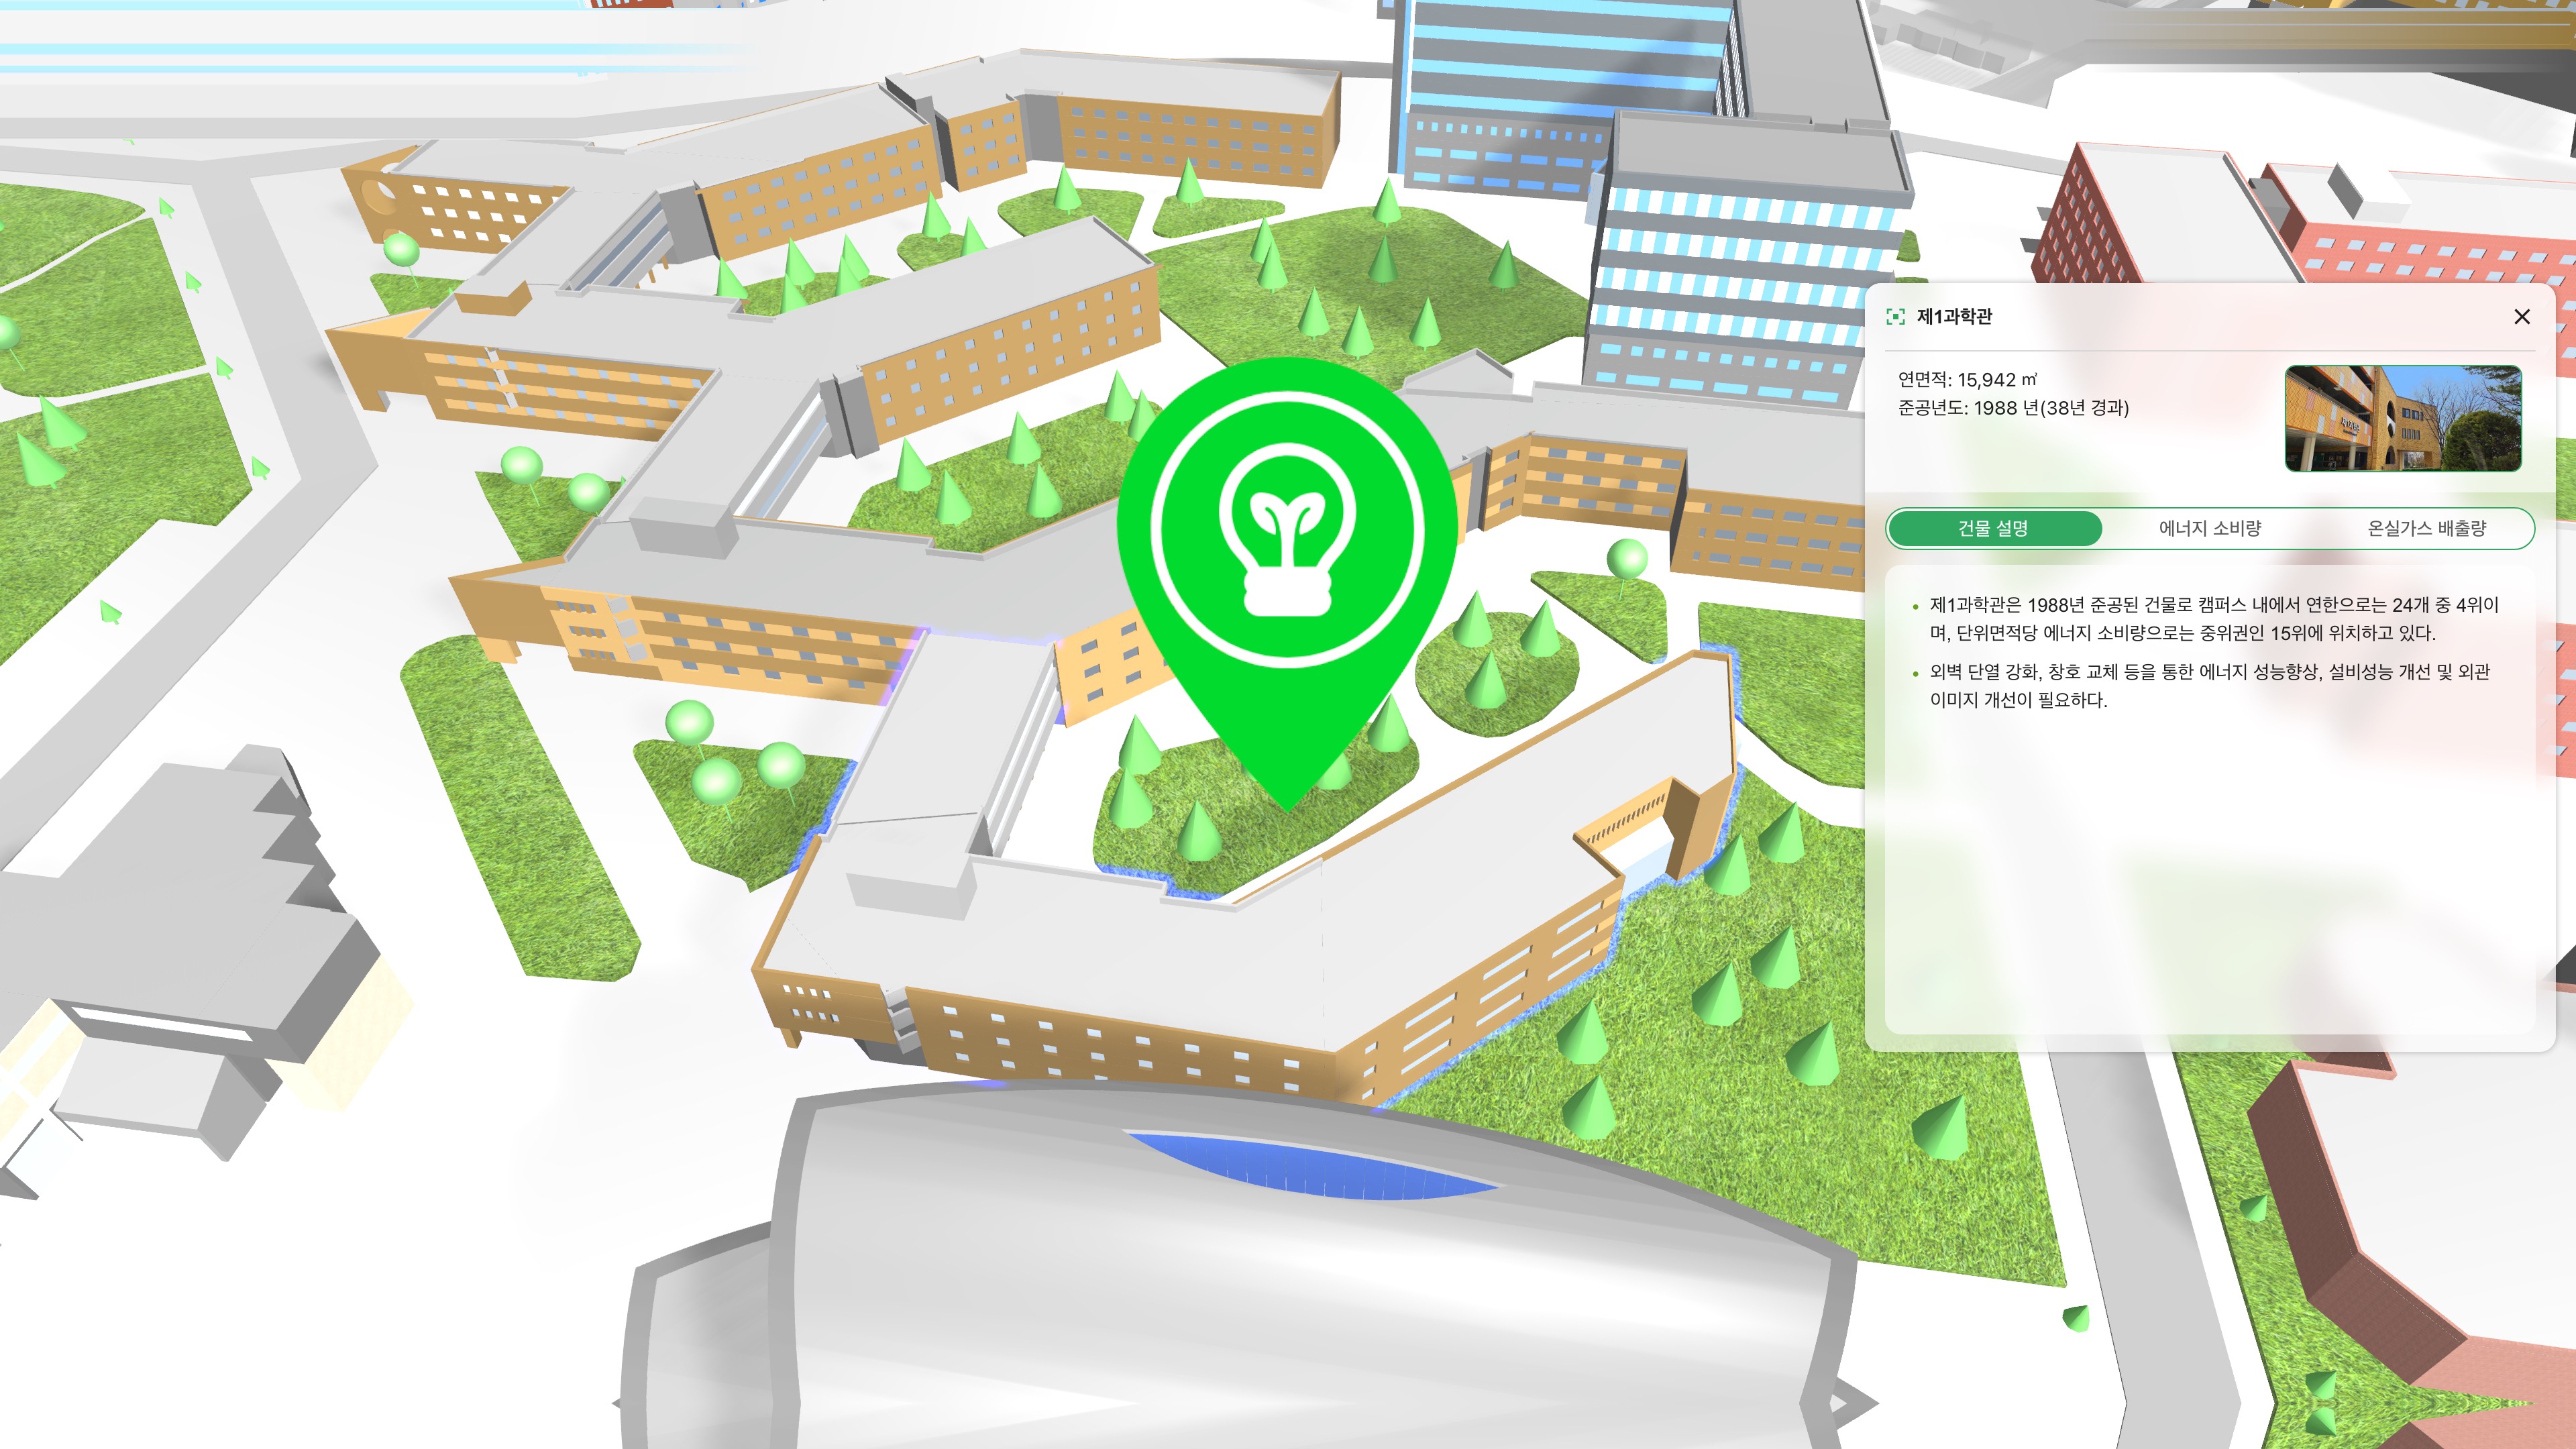 제1과학관
연면적: 15,942 ㎡
준공년도: 1988 년(38년 경과)
제1과학관
건물 설명
에너지 소비량
온실가스 배출량
제1과학관은 1988년 준공된 건물로 캠퍼스 내에서 연한으로는 24개 중 4위이
며, 단위면적당 에너지 소비량으로는 중위권인 15위에 위치하고 있다.
외벽 단열 강화, 창호 교체 등을 통한 에너지 성능향상, 설비성능 개선 및 외관
이미지 개선이 필요하다.